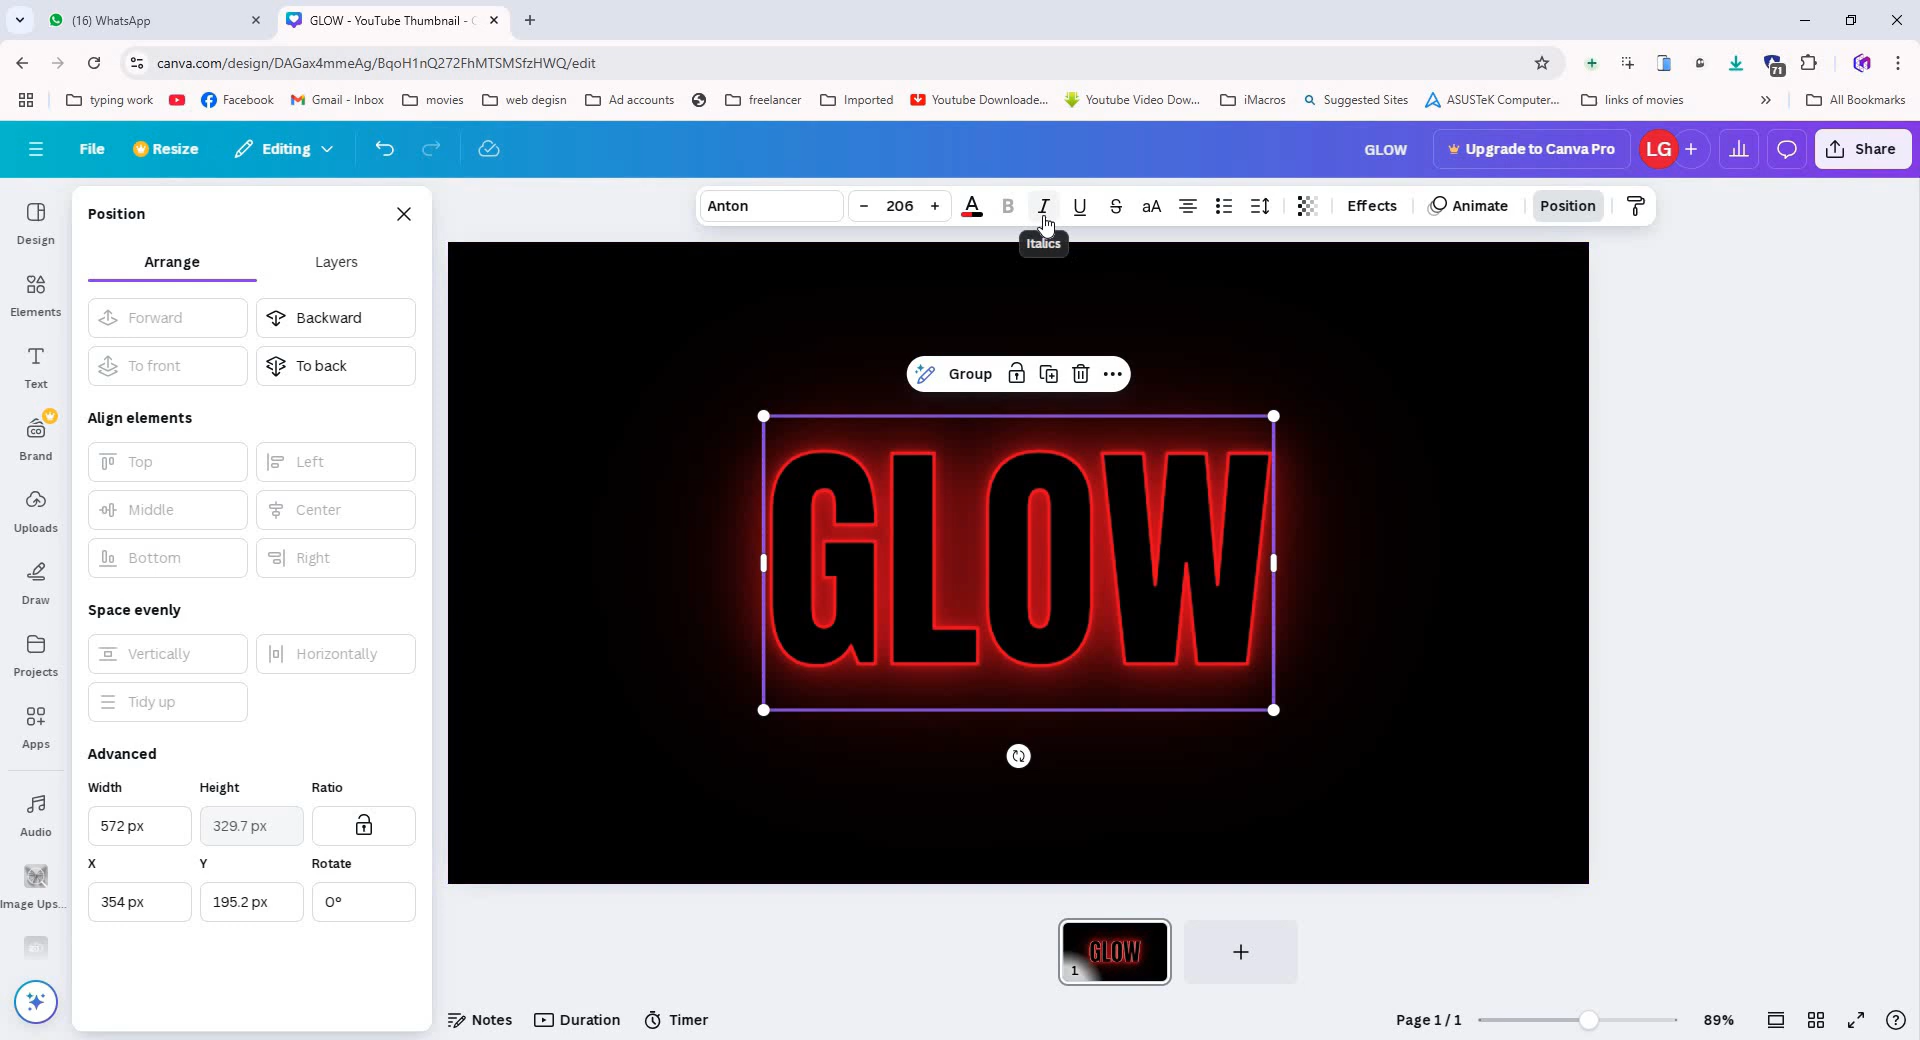 (16) WhatsApp
GLOW - YouTube Thumbnail -
canva.com/design/DAGax4mmeAg/BqoH1nQ272FhMTSMSfzHWQ/edit
71
typing work
Facebook
Gmail - Inbox
movies
web degisn
Ad accounts
freelancer
Imported
Youtube Downloade...
Youtube Video Dow...
iMacros
Suggested Sites
ASUSTeK Computer...
links of movies
»
All Bookmarks
File
Resize
Editing
GLOW
Upgrade to Canva Pro
LG
Share
Anton
206
A
B
I
U
S
aA
Effects
Animate
Position
Italics
Design
Elements
Text
Brand
Uploads
Draw
Projects
Apps
Audio
Image Ups...
Position
Arrange
Layers
Forward
Backward
To front
To back
Align elements
Top
Left
Middle
Center
Bottom
Right
Space evenly
Vertically
Horizontally
Tidy up
Advanced
Width
Height
Ratio
572 px
329.7 px
X
Y
Rotate
354 px
195.2 px
0°
Group
GLOW
GLOW
1
Notes
Duration
Timer
Page 1 / 1
89%